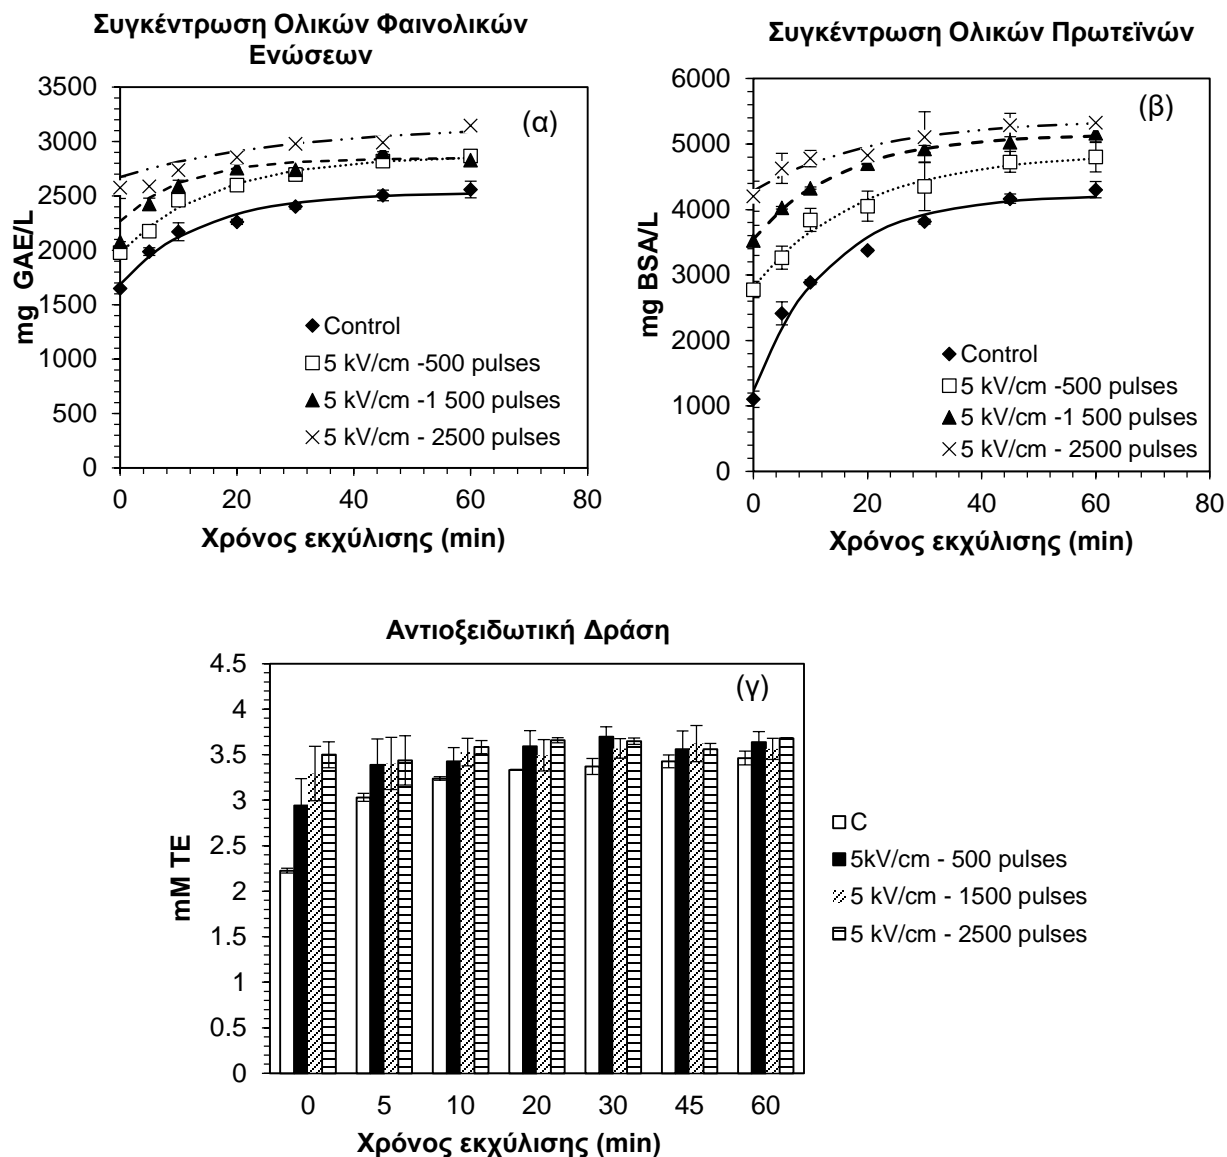 Συγκέντρωση Ολικών Φαινολικών
Ενώσεων
3500
3000
2500
2000
1500
1000
500
0
mg GAE/L
(α)
Control
5 kV/cm -500 pulses
5 kV/cm -1 500 pulses
5 kV/cm - 2500 pulses
0 20 40 60 80
Χρόνος εκχύλισης (min)
Συγκέντρωση Ολικών Πρωτεϊνών
6000
5000
4000
3000
2000
1000
0
mg BSA/L
(β)
Control
5 kV/cm -500 pulses
5 kV/cm -1 500 pulses
5 kV/cm - 2500 pulses
0 20 40 60 80
Χρόνος εκχύλισης (min)
Αντιοξειδωτική Δράση
4.5
4
3.5
3
2.5
2
1.5
1
0.5
0
mM TE
(γ)
C
5kV/cm - 500 pulses
5 kV/cm - 1500 pulses
5 kV/cm - 2500 pulses
0 5 10 20 30 45 60
Χρόνος εκχύλισης (min)